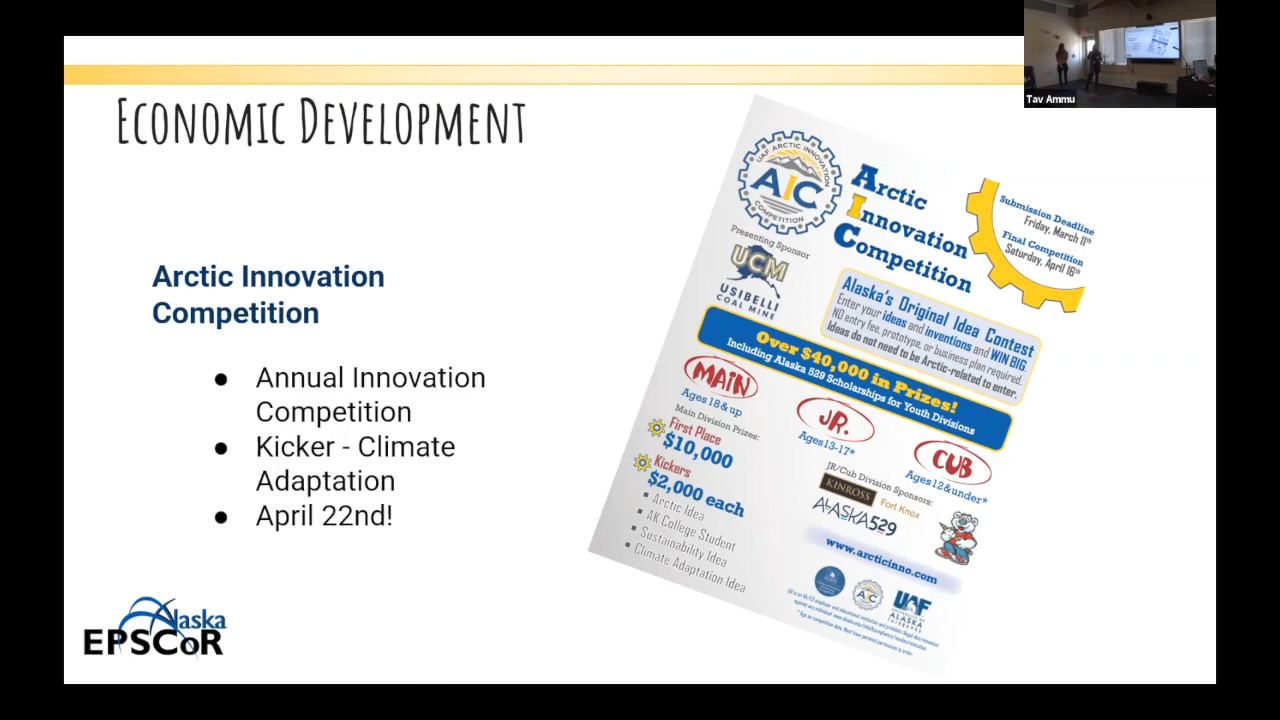 Tav Ammu
ECONOMIC DEVELOPMENT
Arctic Innovation
Competition
● Annual Innovation
Competition
● Kicker - Climate
Adaptation
● April 22nd!
Alaska
EPSCoR
UAF ARCTIC INNOVATION
AIC
COMPETITION
Arctic
Innovation
Competition
Submission Deadline
Friday, March 11th
Final Competition
Saturday, April 16th
Presenting Sponsor
UCM
USIBELLI
COAL MINE
Alaska's Original Idea Contest
Enter your ideas and inventions and WIN BIG.
NO entry fee, prototype, or business plan required.
Ideas do not need to be Arctic-related to enter.
Over $40,000 in Prizes!
Including Alaska 529 Scholarships for Youth Divisions
MAIN
Ages 18 & up
Main Division Prizes:
First Place
$10,000
Kickers
$2,000 each
▪ Arctic Idea
▪ AK College Student
▪ Sustainability Idea
▪ Climate Adaptation Idea
JR.
Ages 13-17*
CUB
Ages 12 & under*
JR/Cub Division Sponsors:
KINROSS Fort Knox
ALASKA529
www.arcticinno.com
AIC
UAF
ALASKA
FAIRBANKS